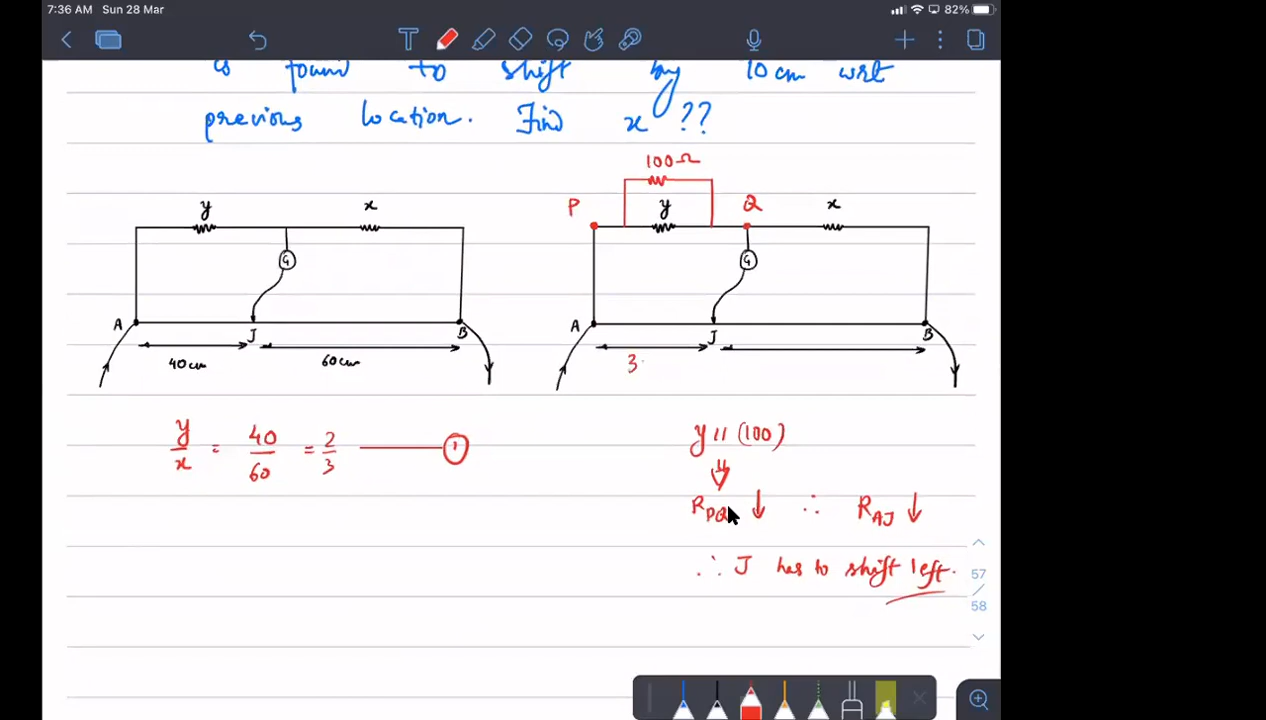 7:36 AM Sun 28 Mar
82%
is found to shift by 10 cm wrt
previous location. Find x ??
100 Ω
y
x
P
y
Q
x
G
G
A
J
B
A
J
B
40 cm
60 cm
3
y/x = 40/60 = 2/3 ——— ①
y || (100)
⇓
R_PQ ↓ ∴ R_AJ ↓
∴ J has to shift left.
57
/
58
T